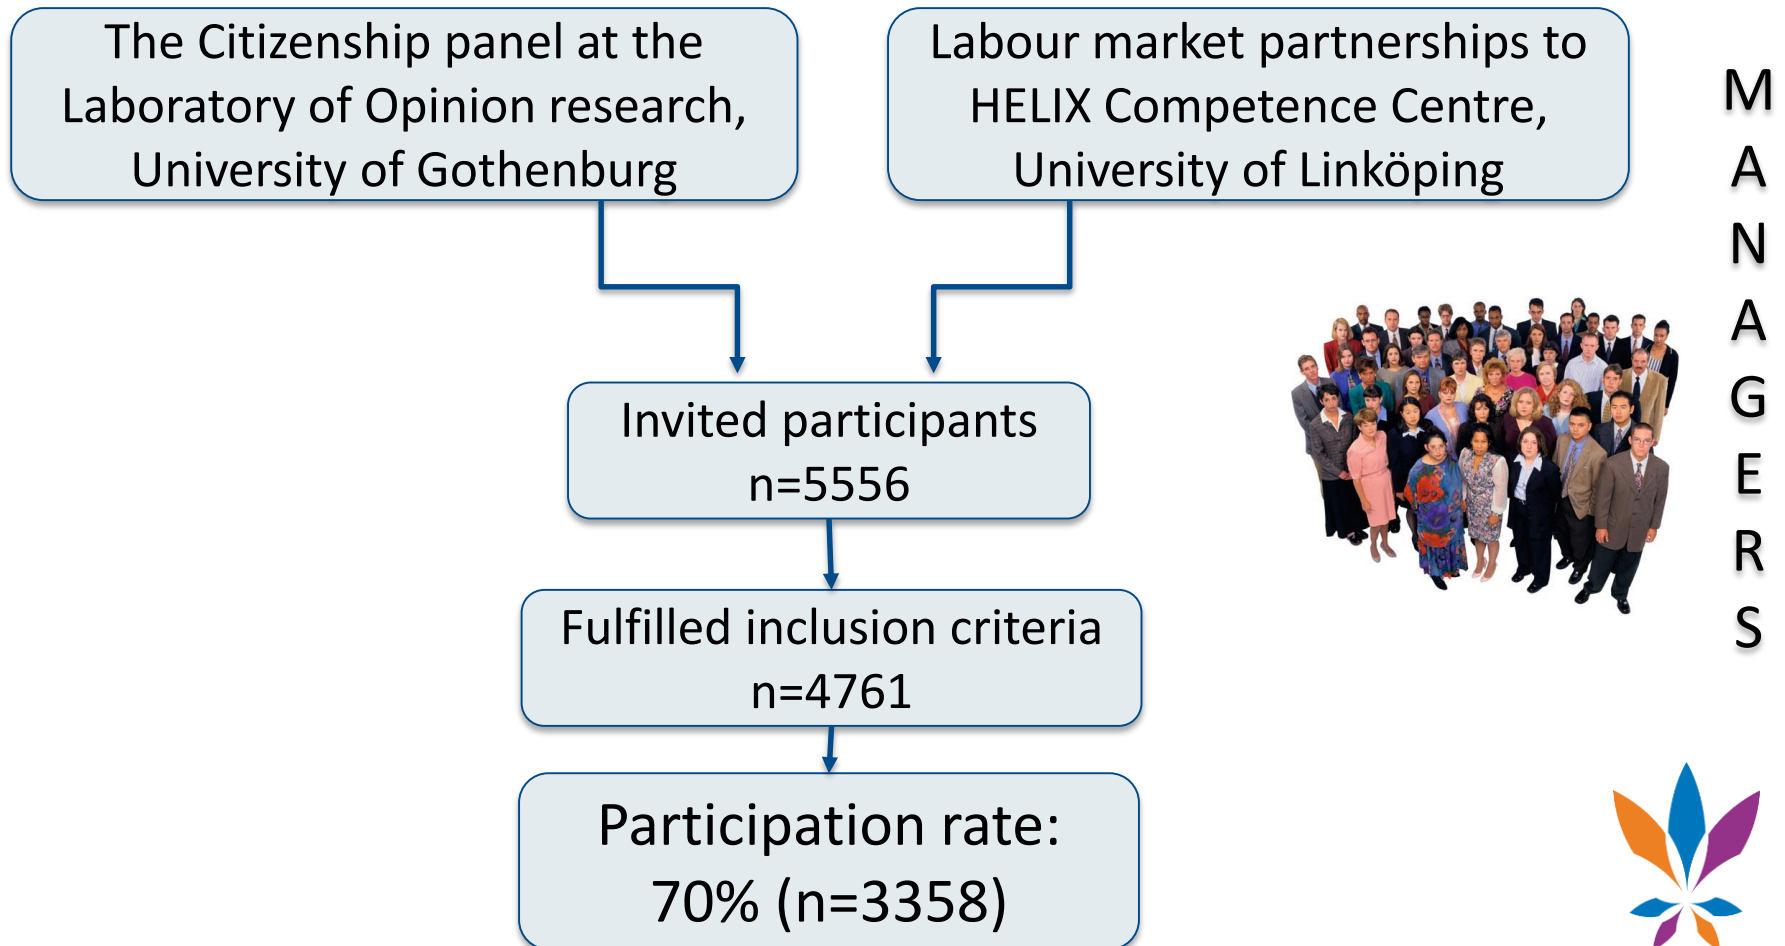 The Citizenship panel at the
Laboratory of Opinion research,
University of Gothenburg
Labour market partnerships to
HELIX Competence Centre,
University of Linköping
Invited participants
n=5556
Fulfilled inclusion criteria
n=4761
Participation rate:
70% (n=3358)
M
A
N
A
G
E
R
S